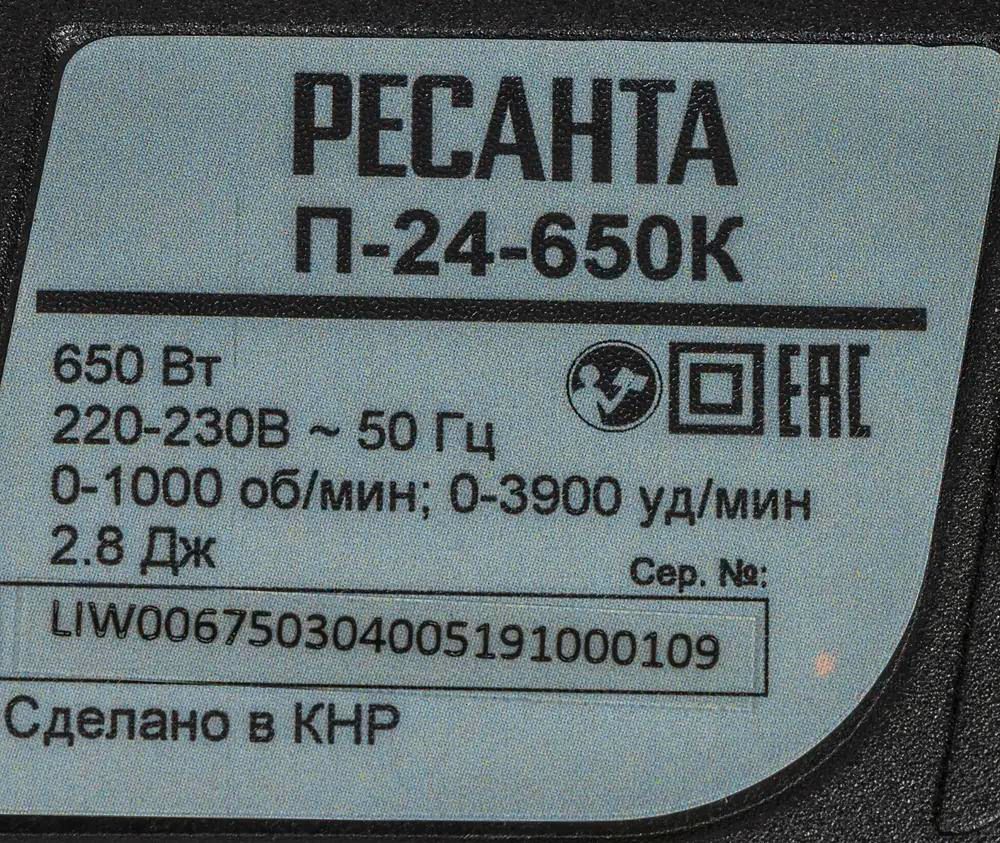 РЕСАНТА
П-24-650К
650 Вт
EAC
220-230В ~ 50 Гц
0-1000 об/мин; 0-3900 уд/мин
2.8 Дж
Сер. №:
LIW006750304005191000109
Сделано в КНР